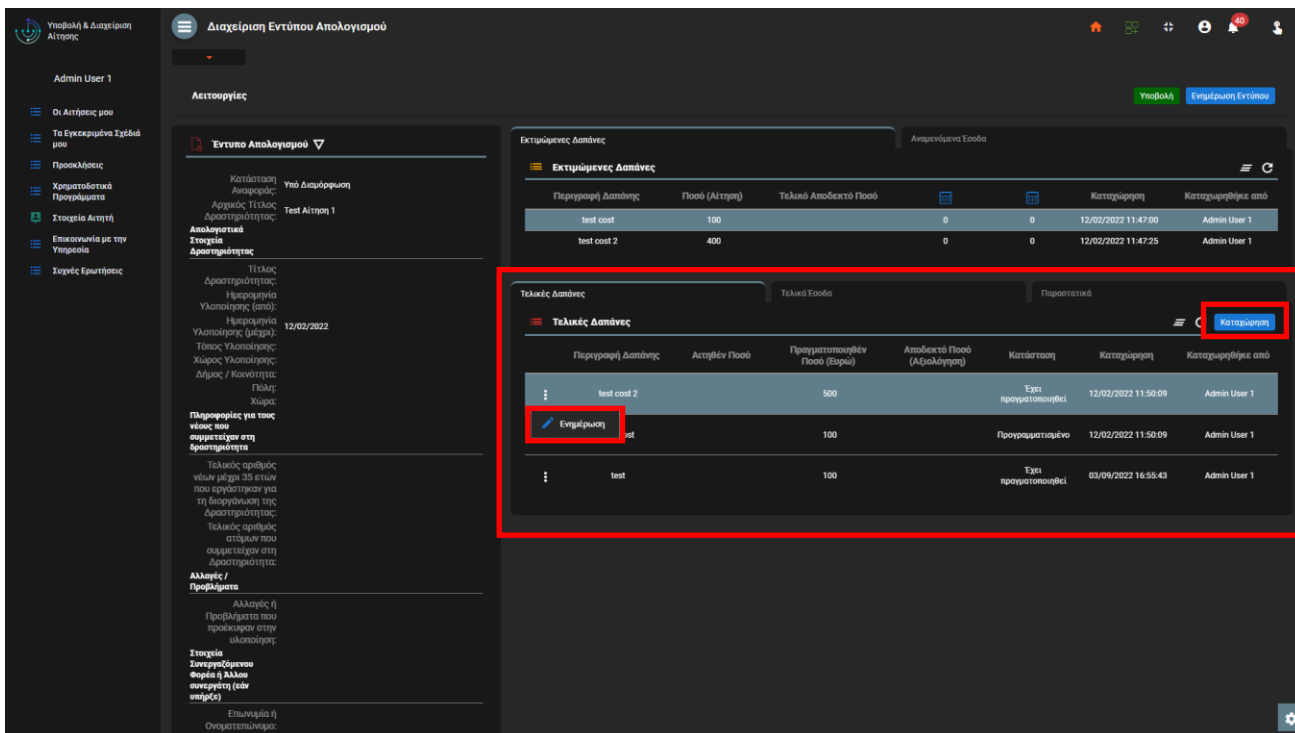 Υποβολή & Διαχείριση
Αίτησης
Διαχείριση Εντύπου Απολογισμού
40
Admin User 1
Οι Αιτήσεις μου
Τα Εγκεκριμένα Σχέδιά
μου
Προσκλήσεις
Χρηματοδοτικά
Προγράμματα
Στοιχεία Αιτητή
Επικοινωνία με την
Υπηρεσία
Συχνές Ερωτήσεις
Λειτουργίες
Υποβολή
Ενημέρωση Εντύπου
Έντυπο Απολογισμού
Κατάσταση
Αναφοράς:
Υπό Διαμόρφωση
Αρχικός Τίτλος
Δραστηριότητας:
Test Αίτηση 1
Απολογιστικά
Στοιχεία
Δραστηριότητας
Τίτλος
Δραστηριότητας:
Ημερομηνία
Υλοποίησης (από):
Ημερομηνία
Υλοποίησης (μέχρι):
12/02/2022
Τόπος Υλοποίησης:
Χώρος Υλοποίησης:
Δήμος / Κοινότητα:
Πόλη:
Χώρα:
Πληροφορίες για τους
νέους που
συμμετείχαν στη
δραστηριότητα
Τελικός αριθμός
νέων μέχρι 35 ετών
που εργάστηκαν για
τη διοργάνωση της
Δραστηριότητας:
Τελικός αριθμός
ατόμων που
συμμετείχαν στη
Δραστηριότητα:
Αλλαγές /
Προβλήματα
Αλλαγές ή
Προβλήματα που
προέκυψαν στην
υλοποίηση:
Στοιχεία
Συνεργαζόμενου
Φορέα ή Άλλου
συνεργάτη (εάν
υπήρξε)
Επωνυμία ή
Ονοματεπώνυμο:
Εκτιμώμενες Δαπάνες
Αναμενόμενα Έσοδα
Εκτιμώμενες Δαπάνες
Περιγραφή Δαπάνης Ποσό (Αίτηση) Τελικό Αποδεκτό Ποσό Καταχώρηση Καταχωρηθήκε από
test cost 100 0 0 12/02/2022 11:47:00 Admin User 1
test cost 2 400 0 0 12/02/2022 11:47:25 Admin User 1
Τελικές Δαπάνες
Τελικά Έσοδα
Παραστατικά
Τελικές Δαπάνες
Καταχώρηση
Περιγραφή Δαπάνης Αιτηθέν Ποσό Πραγματοποιηθέν
Ποσό (Ευρώ) Αποδεκτό Ποσό
(Αξιολόγηση) Κατάσταση Καταχώρηση Καταχωρηθήκε από
test cost 2 500 Έχει
πραγματοποιηθεί 12/02/2022 11:50:09 Admin User 1
Ενημέρωση
ost 100 Προγραμματισμένο 12/02/2022 11:50:09 Admin User 1
test 100 Έχει
πραγματοποιηθεί 03/09/2022 16:55:43 Admin User 1